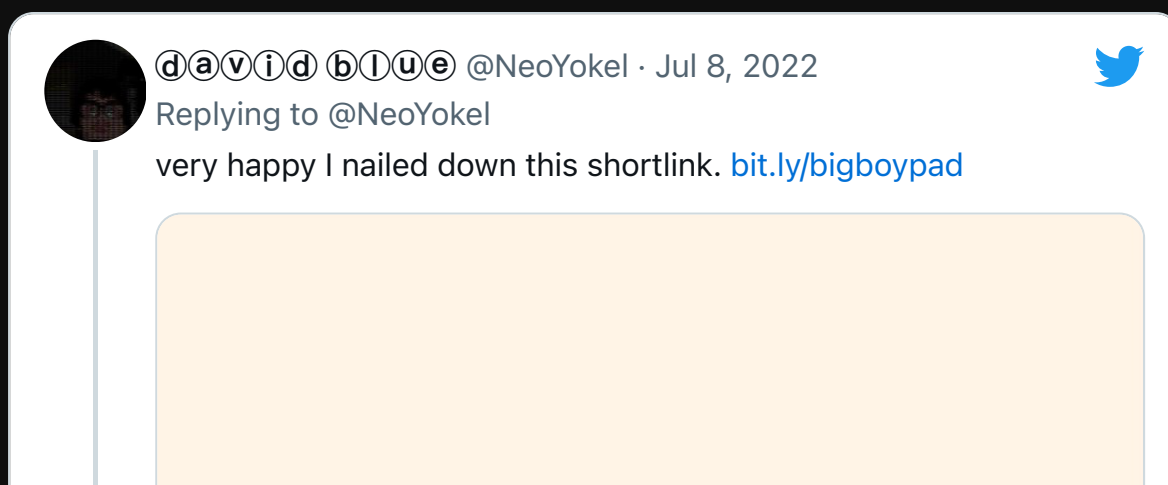 ⓓⓐⓥⓘⓓ ⓑⓛⓤⓔ @NeoYokel · Jul 8, 2022
Replying to @NeoYokel
very happy I nailed down this shortlink. bit.ly/bigboypad